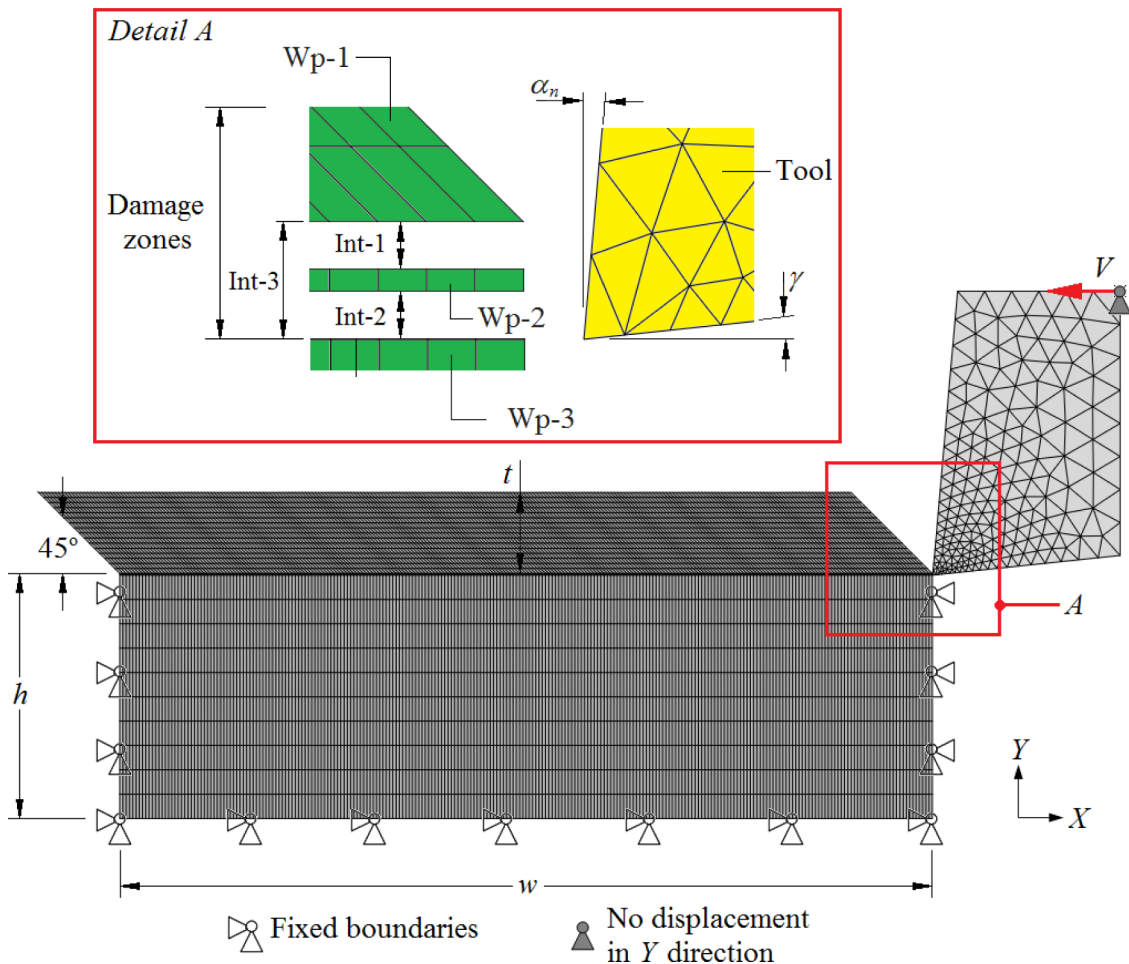 Detail A
Wp-1
αn
Damage
zones
Tool
Int-1
Int-3
Int-2
Wp-2
γ
Wp-3
V
t
45°
A
h
Y
X
w
Fixed boundaries
No displacement
in Y direction